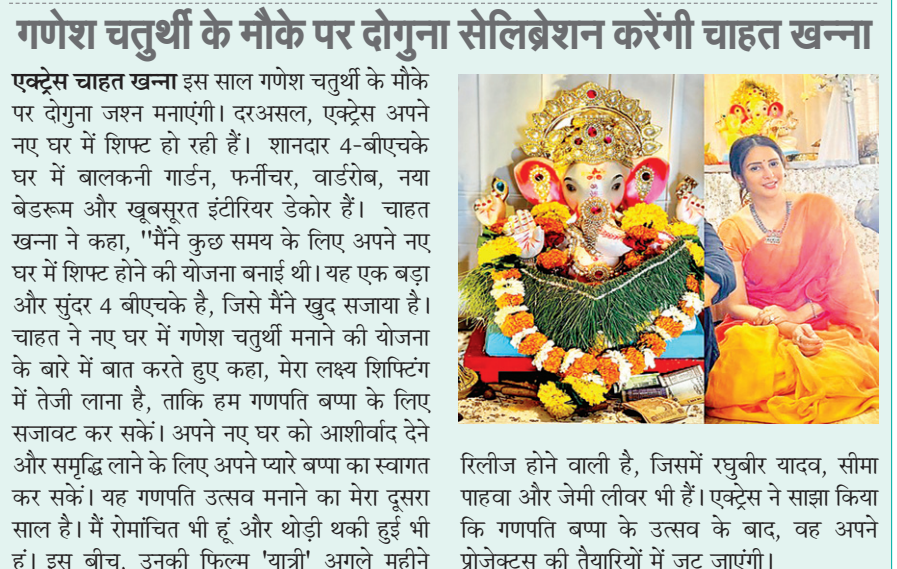 गणेश चतुर्थी के मौके पर दोगुना सेलिब्रेशन करेंगी चाहत खन्ना
एक्ट्रेस चाहत खन्ना इस साल गणेश चतुर्थी के मौके
पर दोगुना जश्न मनाएंगी। दरअसल, एक्ट्रेस अपने
नए घर में शिफ्ट हो रही हैं। शानदार 4-बीएचके
घर में बालकनी गार्डन, फर्नीचर, वार्डरोब, नया
बेडरूम और खूबसूरत इंटीरियर डेकोर हैं। चाहत
खन्ना ने कहा, ''मैंने कुछ समय के लिए अपने नए
घर में शिफ्ट होने की योजना बनाई थी। यह एक बड़ा
और सुंदर 4 बीएचके है, जिसे मैंने खुद सजाया है।
चाहत ने नए घर में गणेश चतुर्थी मनाने की योजना
के बारे में बात करते हुए कहा, मेरा लक्ष्य शिफ्टिंग
में तेजी लाना है, ताकि हम गणपति बप्पा के लिए
सजावट कर सकें। अपने नए घर को आशीर्वाद देने
और समृद्धि लाने के लिए अपने प्यारे बप्पा का स्वागत
कर सकें। यह गणपति उत्सव मनाने का मेरा दूसरा
साल है। मैं रोमांचित भी हूं और थोड़ी थकी हुई भी
हूं। इस बीच, उनकी फिल्म 'यात्री' अगले महीने
रिलीज होने वाली है, जिसमें रघुबीर यादव, सीमा
पाहवा और जेमी लीवर भी हैं। एक्ट्रेस ने साझा किया
कि गणपति बप्पा के उत्सव के बाद, वह अपने
प्रोजेक्ट्स की तैयारियों में जुट जाएंगी।